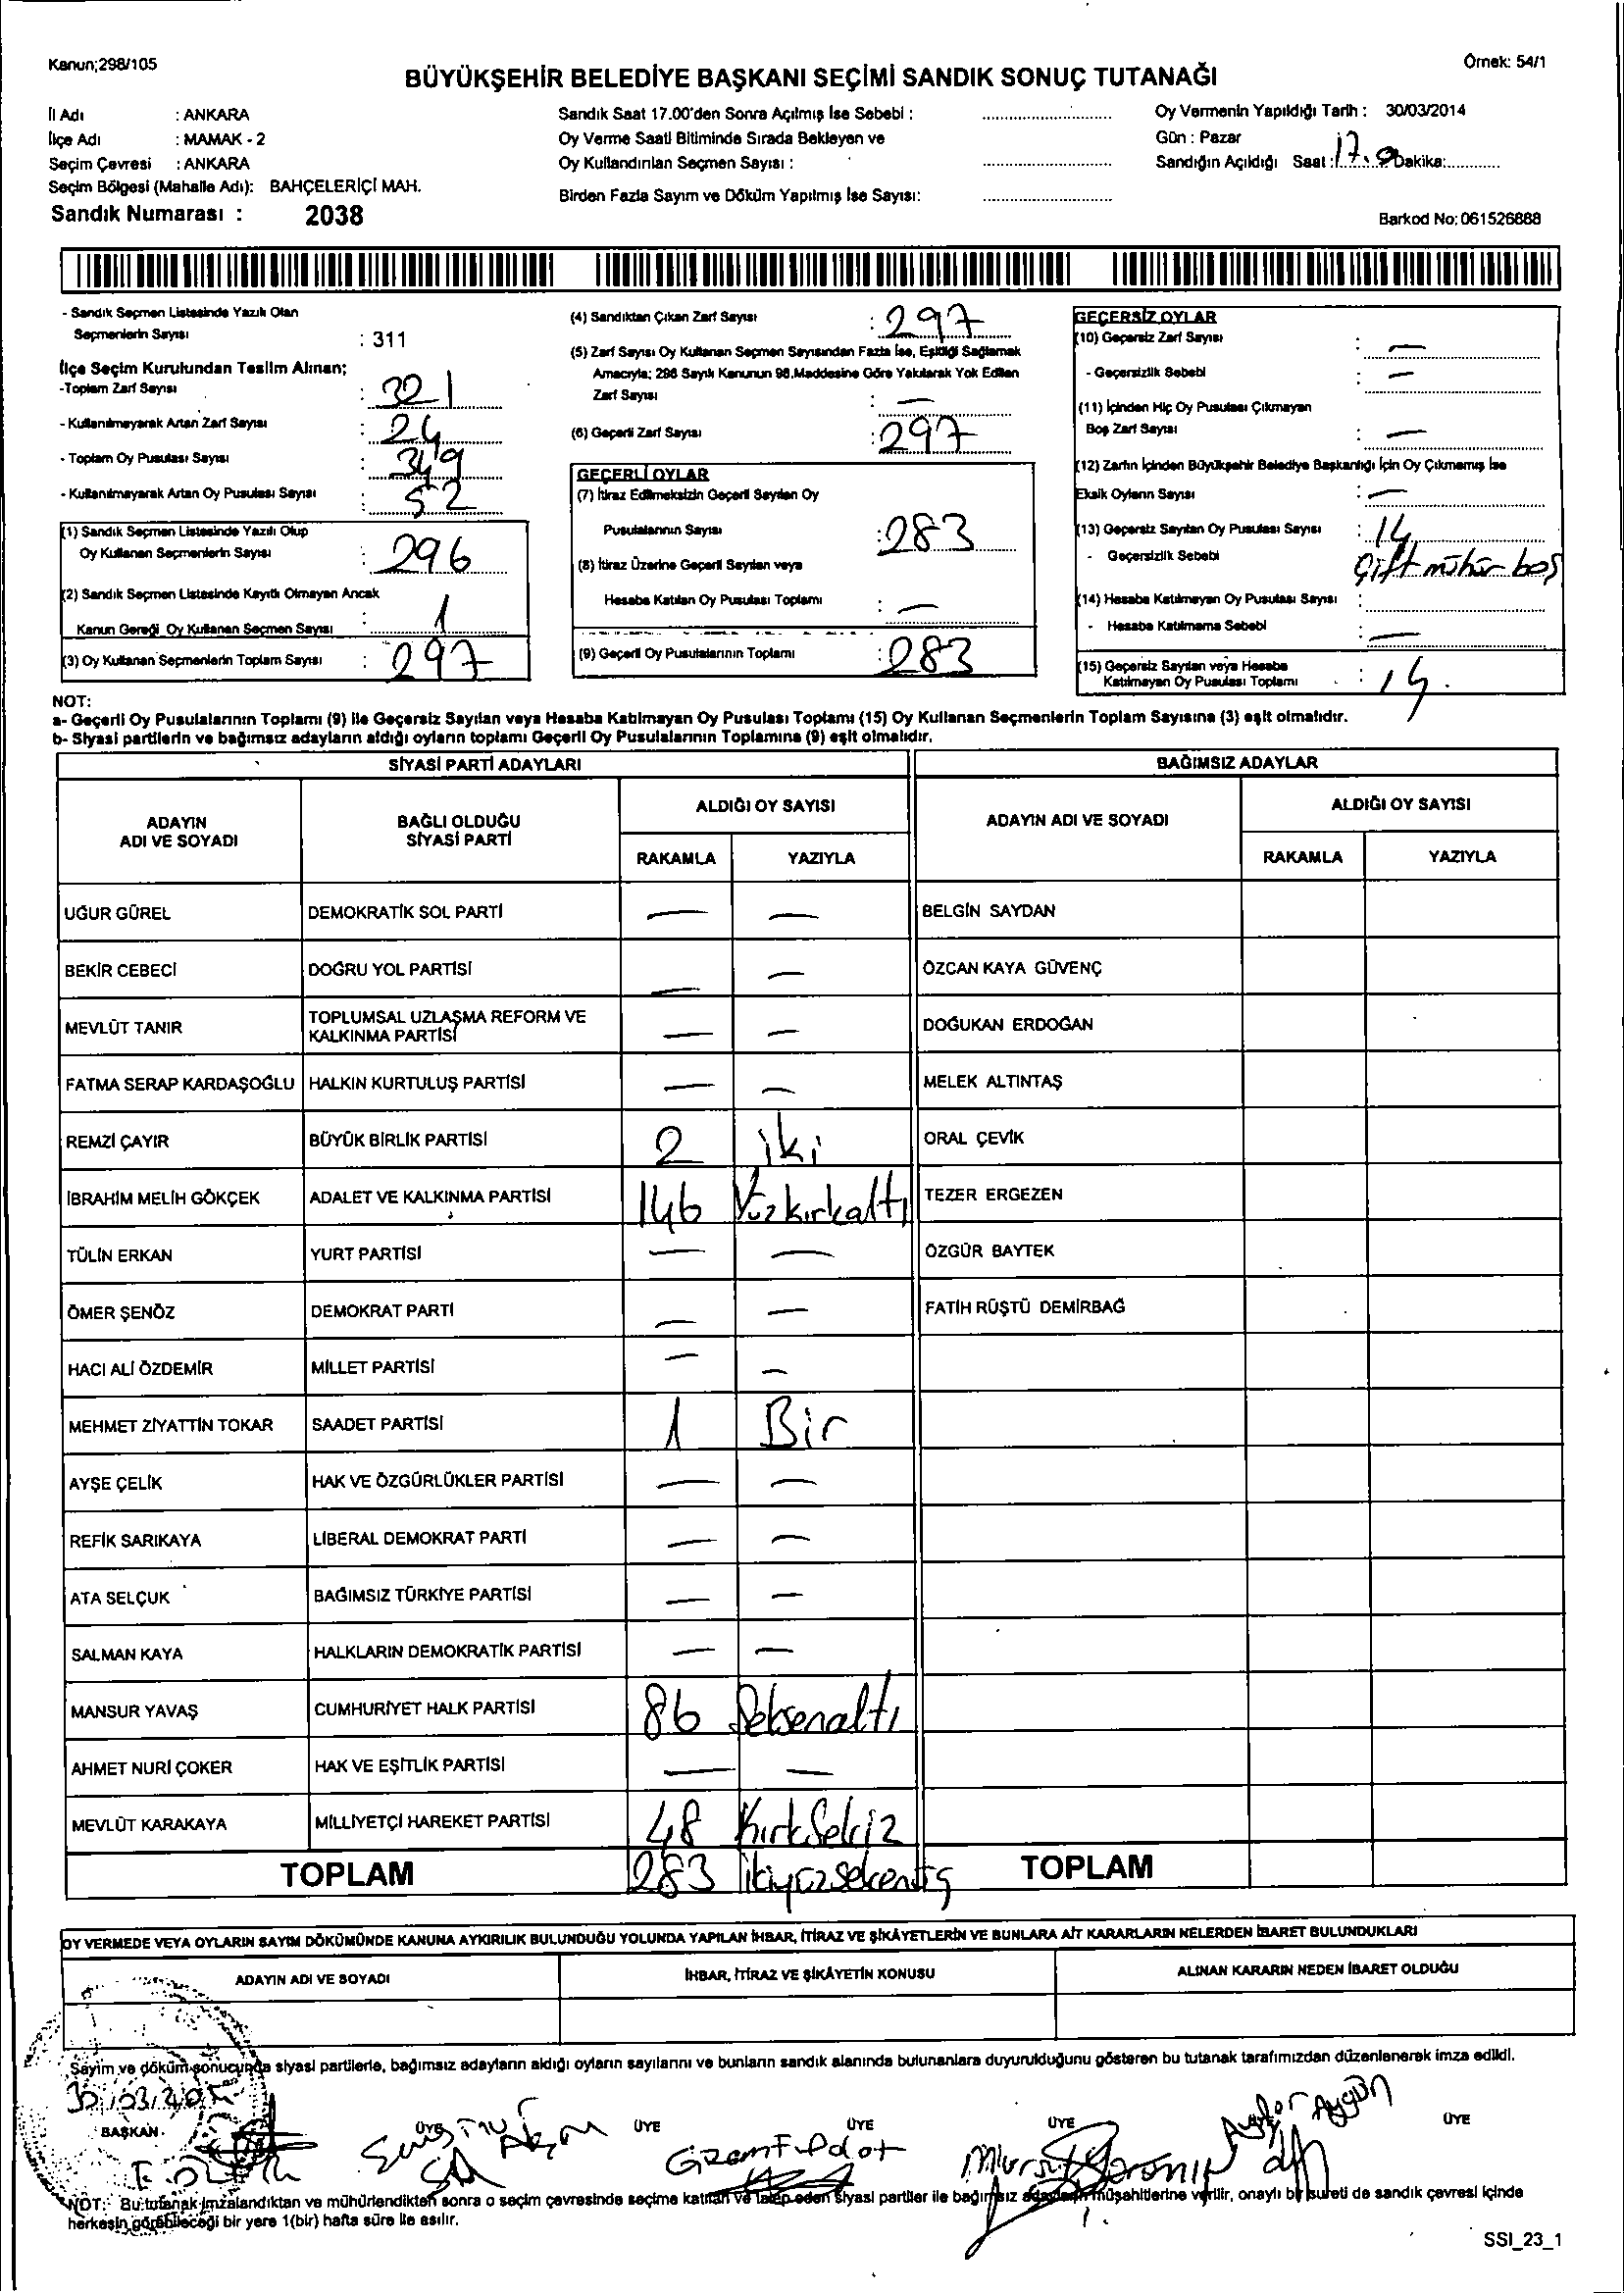 Kanun;298/105
Örnek: 54/1
BÜYÜKŞEHİR BELEDİYE BAŞKANI SEÇİMİ SANDIK SONUÇ TUTANAĞI
İl Adı : ANKARA
İlçe Adı : MAMAK - 2
Seçim Çevresi : ANKARA
Seçim Bölgesi (Mahalle Adı): BAHÇELERİÇİ MAH.
Sandık Numarası : 2038
Sandık Saat 17.00'den Sonra Açılmış İse Sebebi :
Oy Verme Saati Bitiminde Sırada Bekleyen ve
Oy Kullandırılan Seçmen Sayısı :
Birden Fazla Sayım ve Döküm Yapılmış İse Sayısı:
Oy Vermenin Yapıldığı Tarih : 30/03/2014
Gün : Pazar
Sandığın Açıldığı Saat : 17.0 Dakika:
Barkod No: 061526888
- Sandık Seçmen Listesinde Yazılı Olan
Seçmenlerin Sayısı : 311
İlçe Seçim Kurulundan Teslim Alınan;
-Toplam Zarf Sayısı : 321
- Kullanılmayarak Artan Zarf Sayısı : 24
- Toplam Oy Pusulası Sayısı : 349
- Kullanılmayarak Artan Oy Pusulası Sayısı : 52
(1) Sandık Seçmen Listesinde Yazılı Olup
Oy Kullanan Seçmenlerin Sayısı : 296
(2) Sandık Seçmen Listesinde Kayıtlı Olmayan Ancak
Kanun Gereği Oy Kullanan Seçmen Sayısı : 1
(3) Oy Kullanan Seçmenlerin Toplam Sayısı : 297
(4) Sandıktan Çıkan Zarf Sayısı : 297
(5) Zarf Sayısı Oy Kullanan Seçmen Sayısından Fazla İse, Eşitliği Sağlamak
Amacıyla; 298 Sayılı Kanunun 98.Maddesine Göre Yakılarak Yok Edilen
Zarf Sayısı : —
(6) Geçerli Zarf Sayısı : 297
GEÇERLİ OYLAR
(7) İtiraz Edilmeksizin Geçerli Sayılan Oy
Pusulalarının Sayısı : 283
(8) İtiraz Üzerine Geçerli Sayılan veya
Hesaba Katılan Oy Pusulası Toplamı : —
(9) Geçerli Oy Pusulalarının Toplamı : 283
GEÇERSİZ OYLAR
(10) Geçersiz Zarf Sayısı : —
- Geçersizlik Sebebi : —
(11) İçinden Hiç Oy Pusulası Çıkmayan
Boş Zarf Sayısı : —
(12) Zarfın İçinden Büyükşehir Belediye Başkanlığı İçin Oy Çıkmamış İse
Eksik Oyların Sayısı : —
(13) Geçersiz Sayılan Oy Pusulası Sayısı : 14
- Geçersizlik Sebebi Çift mühür boş
(14) Hesaba Katılmayan Oy Pusulası Sayısı :
- Hesaba Katılmama Sebebi : —
(15) Geçersiz Sayılan veya Hesaba
Katılmayan Oy Pusulası Toplamı : 14
NOT:
a- Geçerli Oy Pusulalarının Toplamı (9) ile Geçersiz Sayılan veya Hesaba Katılmayan Oy Pusulası Toplamı (15) Oy Kullanan Seçmenlerin Toplam Sayısına (3) eşit olmalıdır.
b- Siyasi partilerin ve bağımsız adayların aldığı oyların toplamı Geçerli Oy Pusulalarının Toplamına (9) eşit olmalıdır.
SİYASİ PARTİ ADAYLARI
ADAYIN
ADI VE SOYADI
BAĞLI OLDUĞU
SİYASİ PARTİ
ALDIĞI OY SAYISI
RAKAMLA YAZIYLA
UĞUR GÜREL DEMOKRATİK SOL PARTİ — —
BEKİR CEBECİ DOĞRU YOL PARTİSİ — —
MEVLÜT TANIR TOPLUMSAL UZLAŞMA REFORM VE
KALKINMA PARTİSİ — —
FATMA SERAP KARDAŞOĞLU HALKIN KURTULUŞ PARTİSİ — —
REMZİ ÇAYIR BÜYÜK BİRLİK PARTİSİ 2 iki
İBRAHİM MELİH GÖKÇEK ADALET VE KALKINMA PARTİSİ 146 Yüzkırkaltı
TÜLİN ERKAN YURT PARTİSİ — —
ÖMER ŞENÖZ DEMOKRAT PARTİ — —
HACI ALİ ÖZDEMİR MİLLET PARTİSİ — —
MEHMET ZİYATTİN TOKAR SAADET PARTİSİ 1 Bir
AYŞE ÇELİK HAK VE ÖZGÜRLÜKLER PARTİSİ — —
REFİK SARIKAYA LİBERAL DEMOKRAT PARTİ — —
ATA SELÇUK BAĞIMSIZ TÜRKİYE PARTİSİ — —
SALMAN KAYA HALKLARIN DEMOKRATİK PARTİSİ — —
MANSUR YAVAŞ CUMHURİYET HALK PARTİSİ 86 Seksenaltı
AHMET NURİ ÇOKER HAK VE EŞİTLİK PARTİSİ — —
MEVLÜT KARAKAYA MİLLİYETÇİ HAREKET PARTİSİ 48 KırkSekiz
TOPLAM 283 ikiyüzseksenüç
BAĞIMSIZ ADAYLAR
ADAYIN ADI VE SOYADI
ALDIĞI OY SAYISI
RAKAMLA YAZIYLA
BELGİN SAYDAN
ÖZCAN KAYA GÜVENÇ
DOĞUKAN ERDOĞAN
MELEK ALTINTAŞ
ORAL ÇEVİK
TEZER ERGEZEN
ÖZGÜR BAYTEK
FATİH RÜŞTÜ DEMİRBAĞ
TOPLAM
OY VERMEDE VEYA OYLARIN SAYIM DÖKÜMÜNDE KANUNA AYKIRILIK BULUNDUĞU YOLUNDA YAPILAN İHBAR, İTİRAZ VE ŞİKÂYETLERİN VE BUNLARA AİT KARARLARIN NELERDEN İBARET BULUNDUKLARI
ADAYIN ADI VE SOYADI
İHBAR, İTİRAZ VE ŞİKÂYETİN KONUSU
ALINAN KARARIN NEDEN İBARET OLDUĞU
Sayım ve döküm sonucunda siyasi partilerle, bağımsız adayların aldığı oyların sayılarını ve bunların sandık alanında bulunanlara duyurulduğunu gösteren bu tutanak tarafımızdan düzenlenerek imza edildi.
BAŞKAN ÜYE ÜYE ÜYE ÜYE ÜYE
NOT: Bu tutanak imzalandıktan ve mühürlendikten sonra o seçim çevresinde seçime katılan ve talep eden siyasi partiler ile bağımsız adayların müşahitlerine verilir, onaylı bir sureti de sandık çevresi içinde
herkesin görebileceği bir yere 1(bir) hafta süre ile asılır.
SSI_23_1